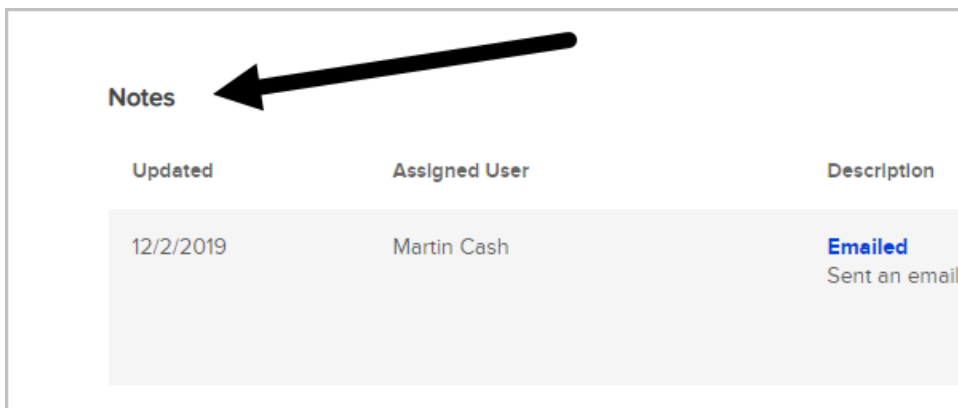 Notes
Updated Assigned User Description
12/2/2019 Martin Cash Emailed
Sent an email